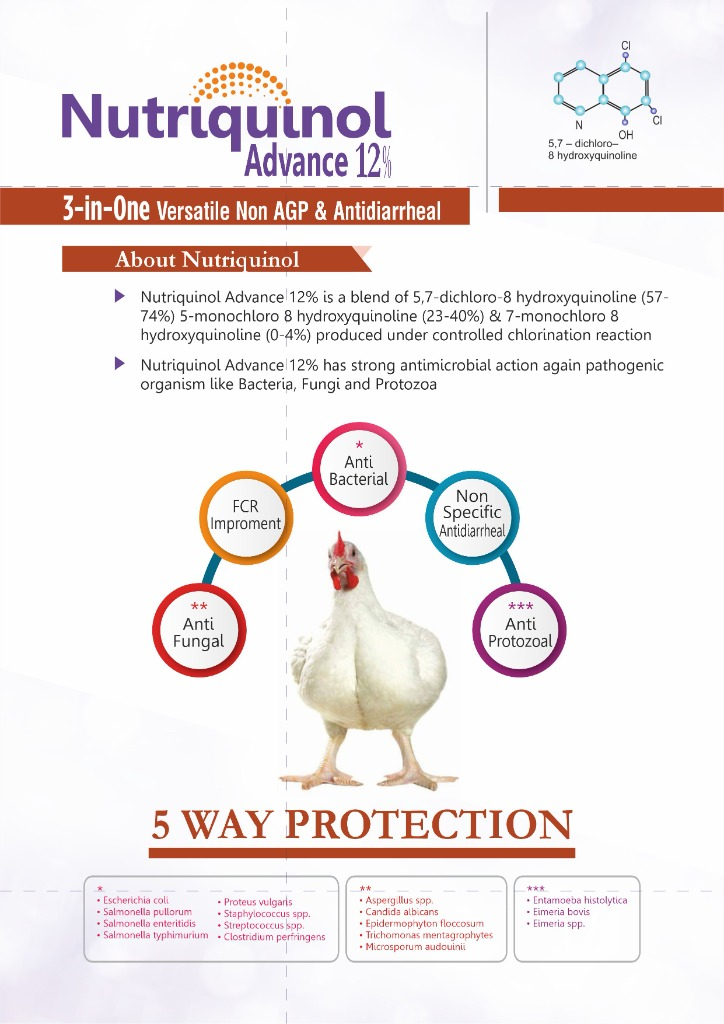 Nutriquinol
Advance 12%
Cl
Cl
N
OH
5,7 – dichloro–
8 hydroxyquinoline
3-in-One Versatile Non AGP & Antidiarrheal
About Nutriquinol
Nutriquinol Advance 12% is a blend of 5,7-dichloro-8 hydroxyquinoline (57-
74%) 5-monochloro 8 hydroxyquinoline (23-40%) & 7-monochloro 8
hydroxyquinoline (0-4%) produced under controlled chlorination reaction
Nutriquinol Advance 12% has strong antimicrobial action again pathogenic
organism like Bacteria, Fungi and Protozoa
*
Anti
Bacterial
FCR
Improment
Non
Specific
Antidiarrheal
**
Anti
Fungal
***
Anti
Protozoal
5 WAY PROTECTION
*
• Escherichia coli
• Salmonella pullorum
• Salmonella enteritidis
• Salmonella typhimurium
• Proteus vulgaris
• Staphylococcus spp.
• Streptococcus spp.
• Clostridium perfringens
**
• Aspergillus spp.
• Candida albicans
• Epidermophyton floccosum
• Trichomonas mentagrophytes
• Microsporum audouinii
***
• Entamoeba histolytica
• Eimeria bovis
• Eimeria spp.